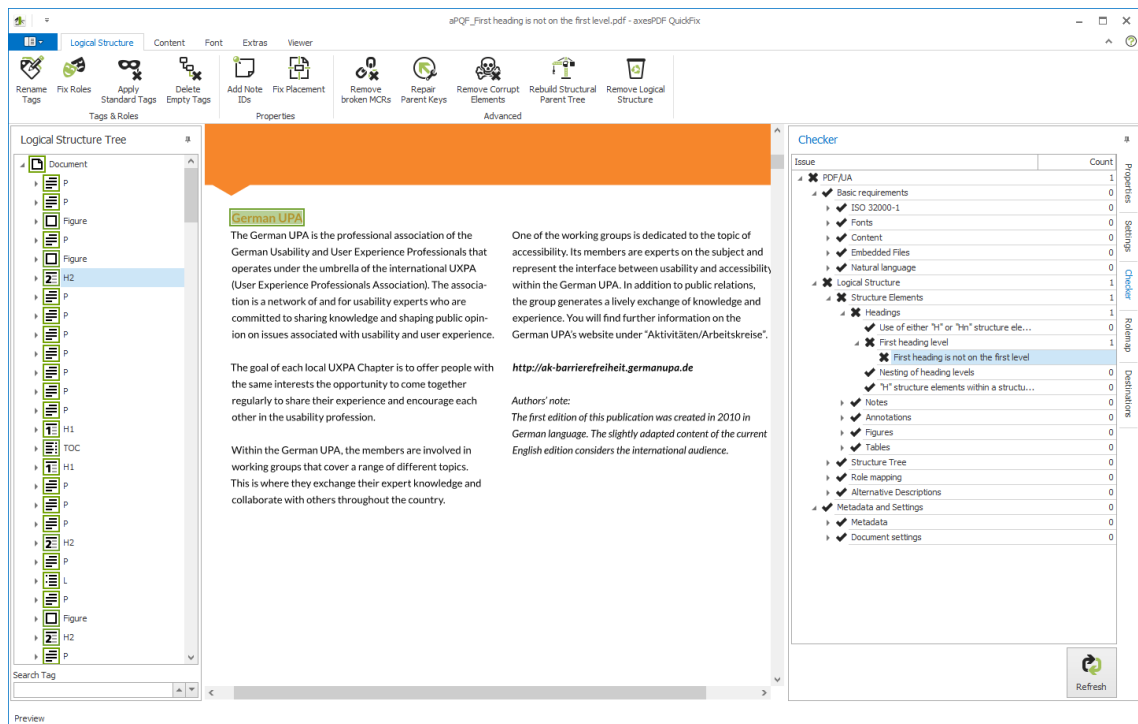 aPQF_First heading is not on the first level.pdf - axesPDF QuickFix
Logical Structure Content Font Extras Viewer
Rename Tags
Fix Roles
Apply Standard Tags
Delete Empty Tags
Add Note IDs
Fix Placement
Remove broken MCRs
Repair Parent Keys
Remove Corrupt Elements
Rebuild Structural Parent Tree
Remove Logical Structure
Tags & Roles
Properties
Advanced
Logical Structure Tree
Document
P
P
Figure
P
Figure
2 H2
P
P
P
P
P
P
P
1 H1
TOC
1 H1
P
P
P
2 H2
P
L
P
Figure
2 H2
P
Search Tag
Preview
German UPA
The German UPA is the professional association of the
German Usability and User Experience Professionals that
operates under the umbrella of the international UXPA
(User Experience Professionals Association). The associa-
tion is a network of and for usability experts who are
committed to sharing knowledge and shaping public opin-
ion on issues associated with usability and user experience.
The goal of each local UXPA Chapter is to offer people with
the same interests the opportunity to come together
regularly to share their experience and encourage each
other in the usability profession.
Within the German UPA, the members are involved in
working groups that cover a range of different topics.
This is where they exchange their expert knowledge and
collaborate with others throughout the country.
One of the working groups is dedicated to the topic of
accessibility. Its members are experts on the subject and
represent the interface between usability and accessibility
within the German UPA. In addition to public relations,
the group generates a lively exchange of knowledge and
experience. You will find further information on the
German UPA's website under "Aktivitäten/Arbeitskreise".
http://ak-barrierefreiheit.germanupa.de
Authors' note:
The first edition of this publication was created in 2010 in
German language. The slightly adapted content of the current
English edition considers the international audience.
Checker
Issue Count
PDF/UA 1
Basic requirements 0
ISO 32000-1 0
Fonts 0
Content 0
Embedded Files 0
Natural language 0
Logical Structure 1
Structure Elements 1
Headings 1
Use of either "H" or "Hn" structure ele... 0
First heading level 1
First heading is not on the first level
Nesting of heading levels 0
"H" structure elements within a structu... 0
Notes 0
Annotations 0
Figures 0
Tables 0
Structure Tree 0
Role mapping 0
Alternative Descriptions 0
Metadata and Settings 0
Metadata 0
Document settings 0
Refresh
Properties
Settings
Checker
Rolemap
Destinations